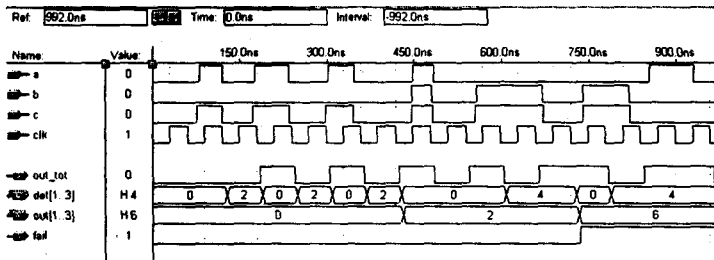 Ref: 992.0ns Time: 0.0ns Interval: -992.0ns
Name: Value: 150.0ns 300.0ns 450.0ns 600.0ns 750.0ns 900.0ns
a 0
b 0
c 0
clk 1
out_tot 0
det[1..3] H 4 0 2 0 2 0 2 0 4 0 4
out[1..3] H 6 0 2 6
fail 1